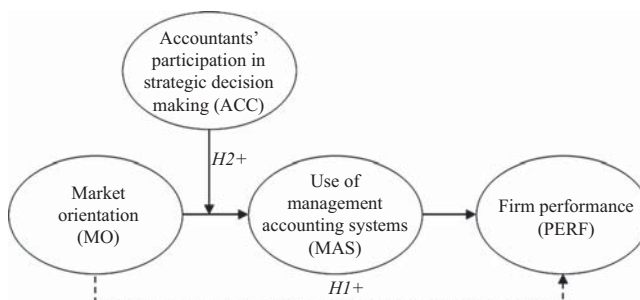 Accountants'
participation in
strategic decision
making (ACC)
H2+
Market
orientation
(MO)
Use of
management
accounting systems
(MAS)
Firm performance
(PERF)
H1+